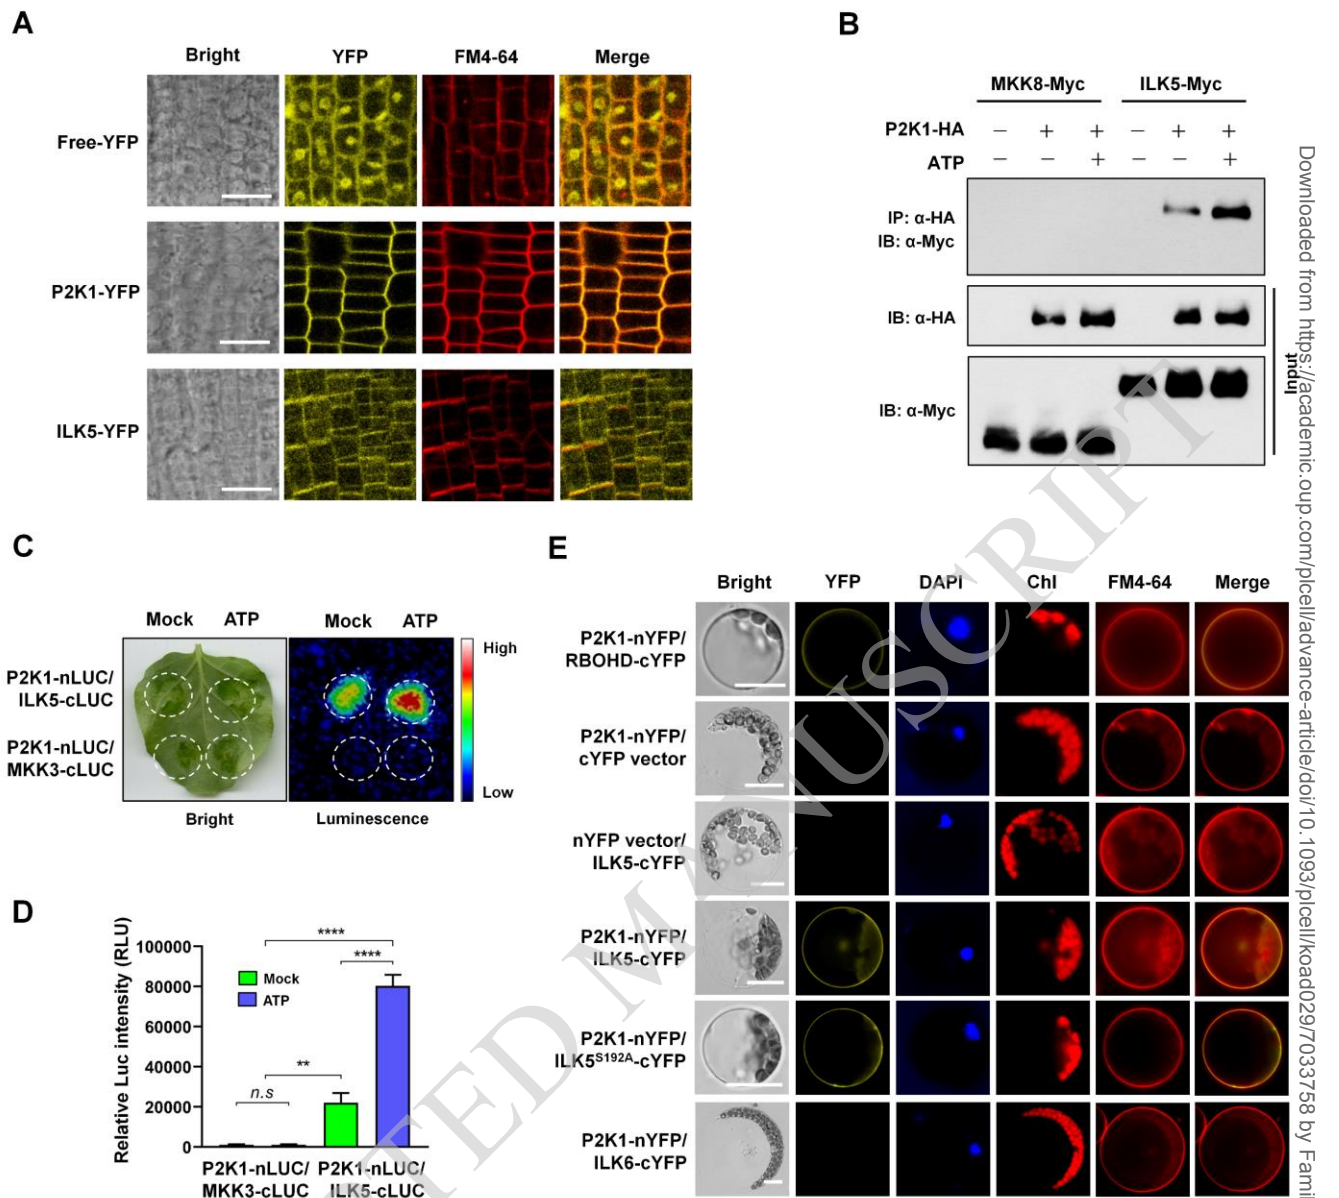 A
Bright YFP FM4-64 Merge
Free-YFP
P2K1-YFP
ILK5-YFP
B
MKK8-Myc ILK5-Myc
P2K1-HA − + + − + +
ATP − − + − − +
IP: α-HA
IB: α-Myc
IB: α-HA
IB: α-Myc
Input
C
Mock ATP Mock ATP
P2K1-nLUC/
ILK5-cLUC
P2K1-nLUC/
MKK3-cLUC
High
Low
Bright Luminescence
D
Relative Luc intensity (RLU)
100000
80000
60000
40000
20000
0
Mock
ATP
****
****
**
n.s
P2K1-nLUC/
MKK3-cLUC
P2K1-nLUC/
ILK5-cLUC
E
Bright YFP DAPI Chl FM4-64 Merge
P2K1-nYFP/
RBOHD-cYFP
P2K1-nYFP/
cYFP vector
nYFP vector/
ILK5-cYFP
P2K1-nYFP/
ILK5-cYFP
P2K1-nYFP/
ILK5S192A-cYFP
P2K1-nYFP/
ILK6-cYFP
TED MANUSCRIPT
Downloaded from https://academic.oup.com/plcell/advance-article/doi/10.1093/plcell/koad029/7033758 by Fami